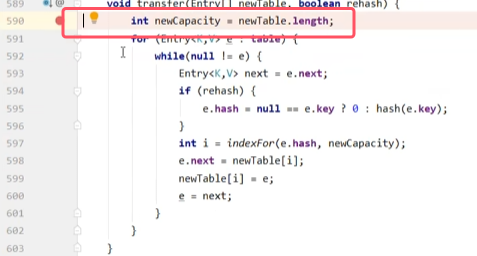 589 void transfer(Entry[] newTable, boolean rehash) {
590 int newCapacity = newTable.length;
591 for (Entry<K,V> e : table) {
592 while(null != e) {
593 Entry<K,V> next = e.next;
594 if (rehash) {
595 e.hash = null == e.key ? 0 : hash(e.key);
596 }
597 int i = indexFor(e.hash, newCapacity);
598 e.next = newTable[i];
599 newTable[i] = e;
600 e = next;
601 }
602 }
603 }